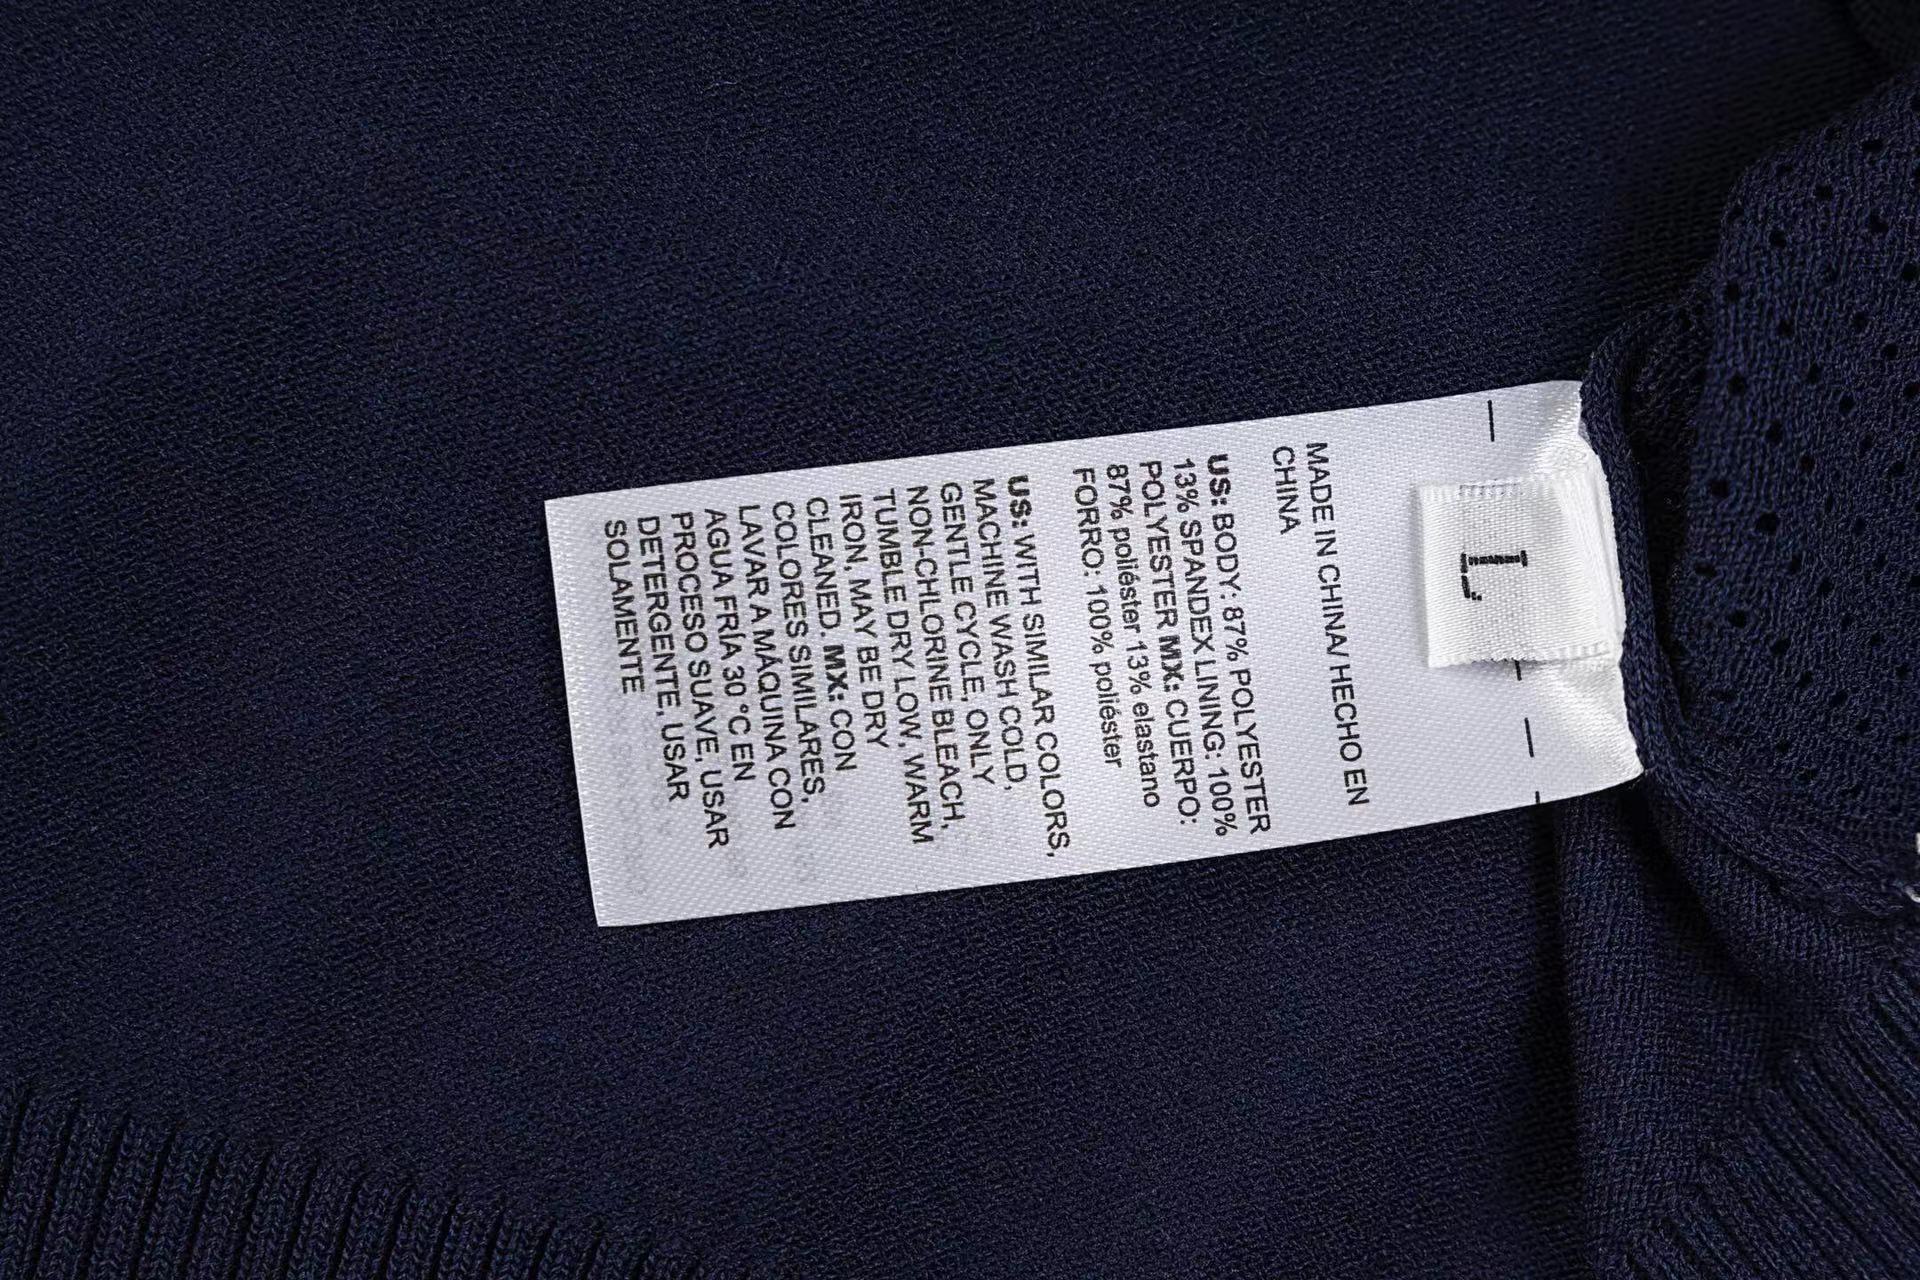 L
MADE IN CHINA/ HECHO EN
CHINA
US: BODY: 87% POLYESTER
13% SPANDEX LINING: 100%
POLYESTER MX: CUERPO:
87% poliéster 13% elastano
FORRO: 100% poliéster
US: WITH SIMILAR COLORS,
MACHINE WASH COLD,
GENTLE CYCLE, ONLY
NON-CHLORINE BLEACH,
TUMBLE DRY LOW, WARM
IRON, MAY BE DRY
CLEANED. MX: CON
COLORES SIMILARES,
LAVAR A MÁQUINA CON
AGUA FRÍA 30 °C EN
PROCESO SUAVE, USAR
DETERGENTE, USAR
SOLAMENTE